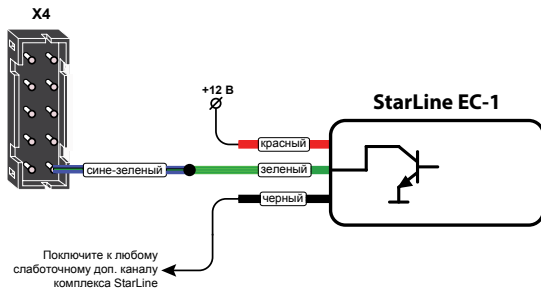 X4
+12 В
StarLine EC-1
красный
сине-зеленый
зеленый
черный
Поключите к любому
слаботочному доп. каналу
комплекса StarLine